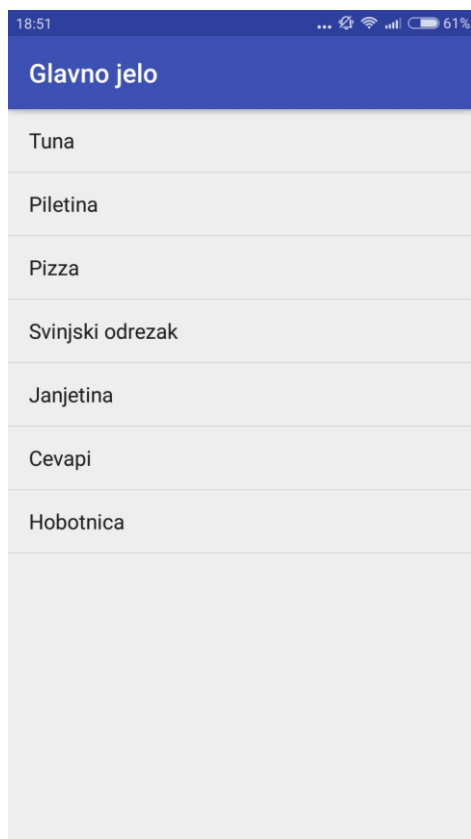 18:51 ... 61%
Glavno jelo
Tuna
Piletina
Pizza
Svinjski odrezak
Janjetina
Cevapi
Hobotnica